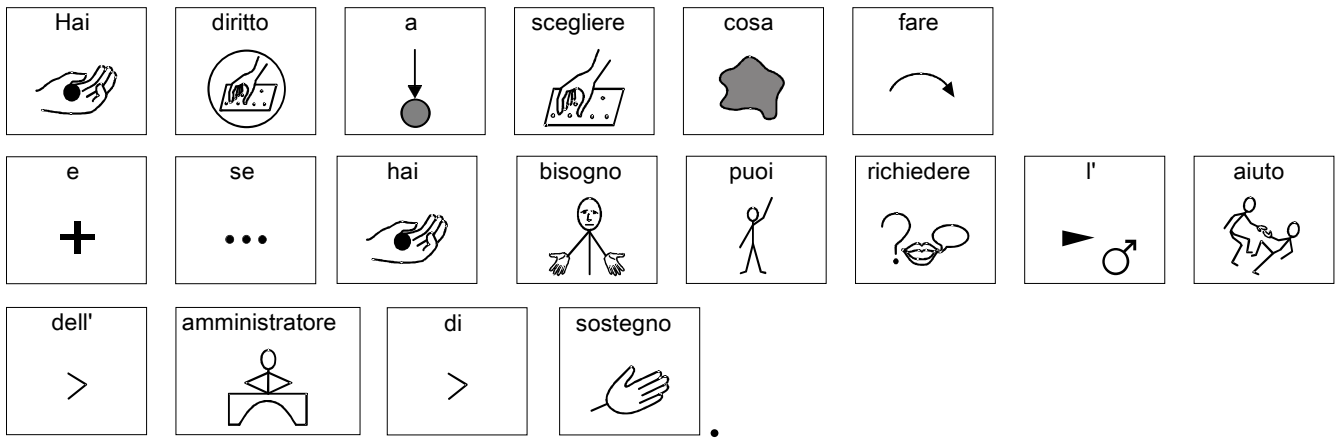 Hai diritto a scegliere cosa fare
e se hai bisogno puoi richiedere l' aiuto
dell' amministratore di sostegno .